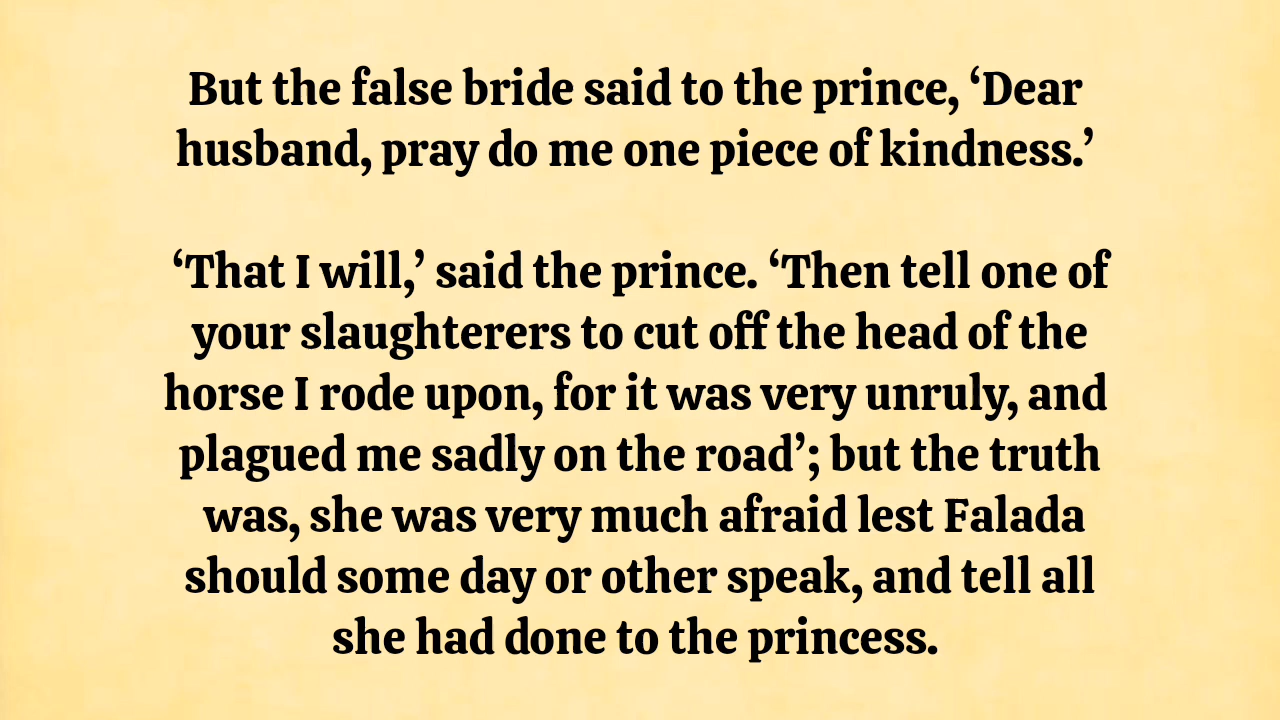 But the false bride said to the prince, ‘Dear
husband, pray do me one piece of kindness.’
‘That I will,’ said the prince. ‘Then tell one of
your slaughterers to cut off the head of the
horse I rode upon, for it was very unruly, and
plagued me sadly on the road’; but the truth
was, she was very much afraid lest Falada
should some day or other speak, and tell all
she had done to the princess.